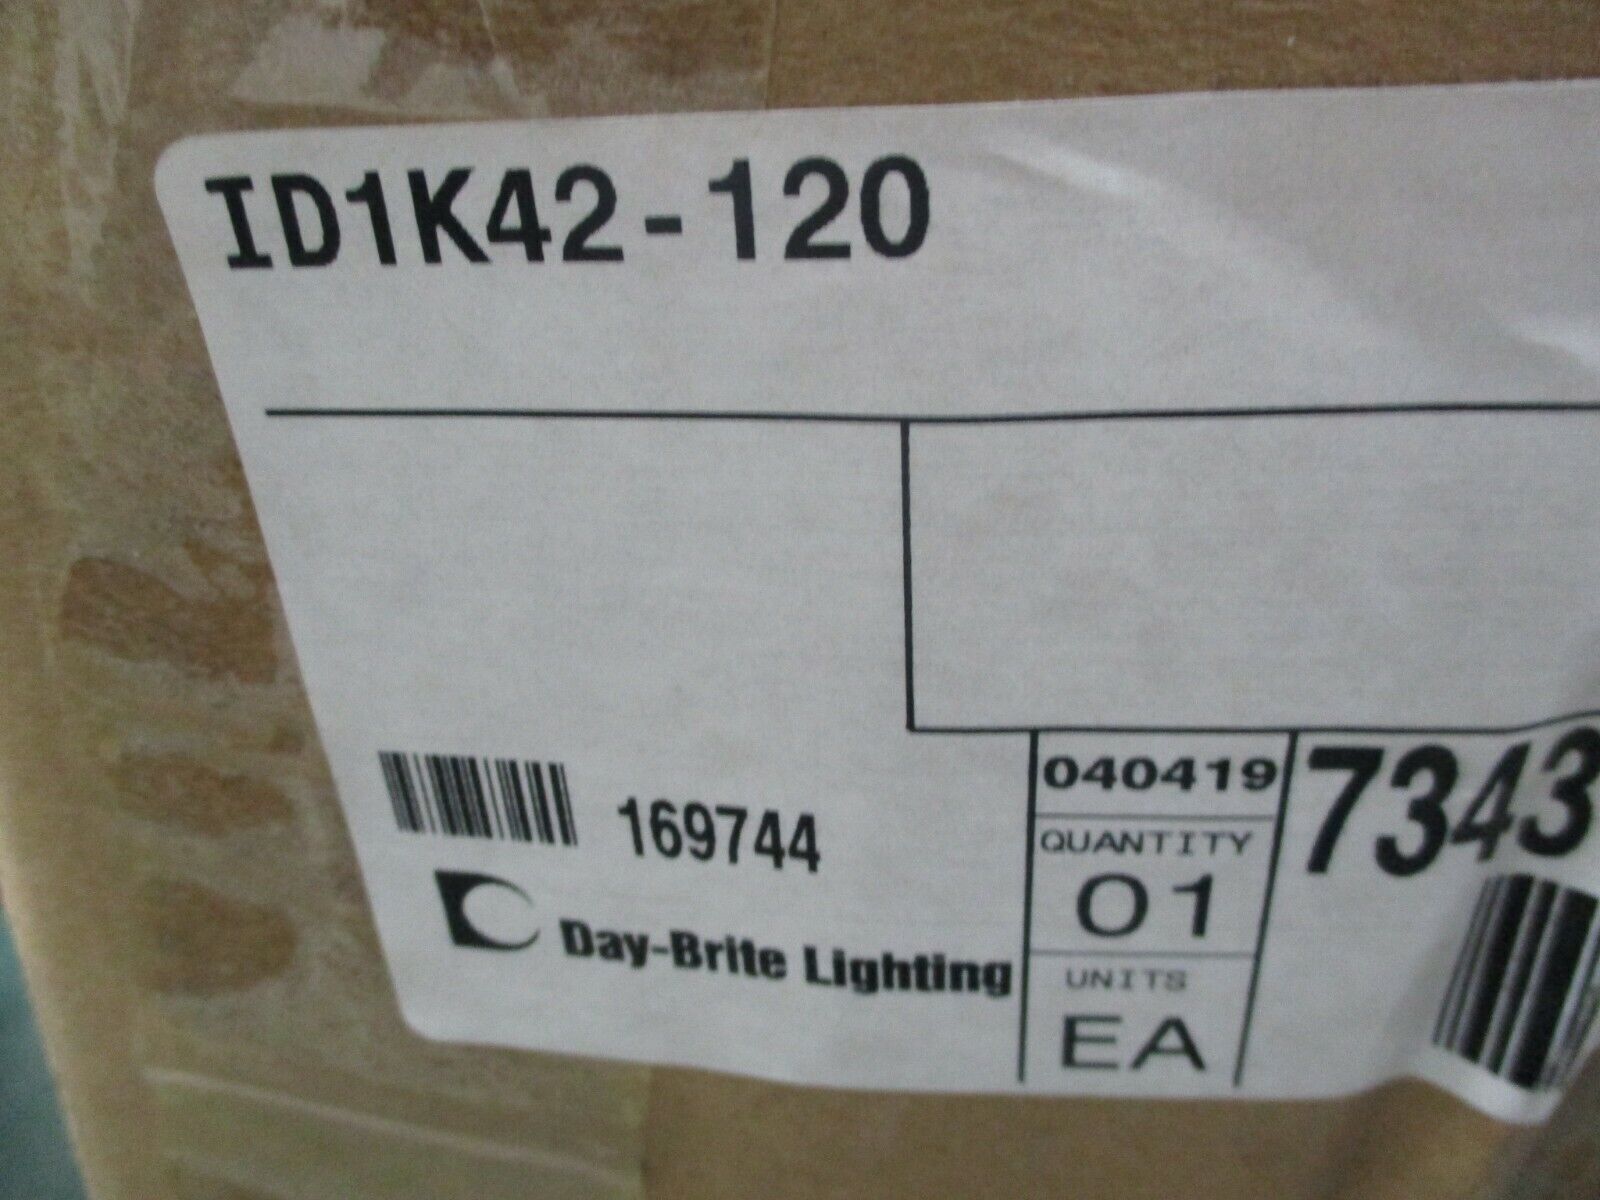 ID1K42-120
040419
7343
169744
QUANTITY
01
Day-Brite Lighting
UNITS
EA